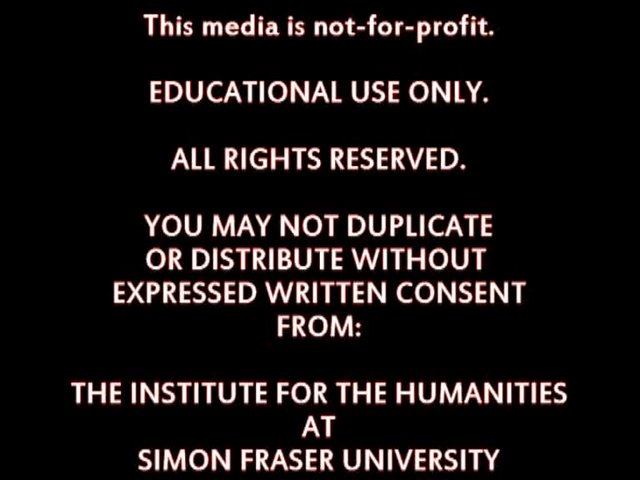 This media is not-for-profit.
EDUCATIONAL USE ONLY.
ALL RIGHTS RESERVED.
YOU MAY NOT DUPLICATE
OR DISTRIBUTE WITHOUT
EXPRESSED WRITTEN CONSENT
FROM:
THE INSTITUTE FOR THE HUMANITIES
AT
SIMON FRASER UNIVERSITY